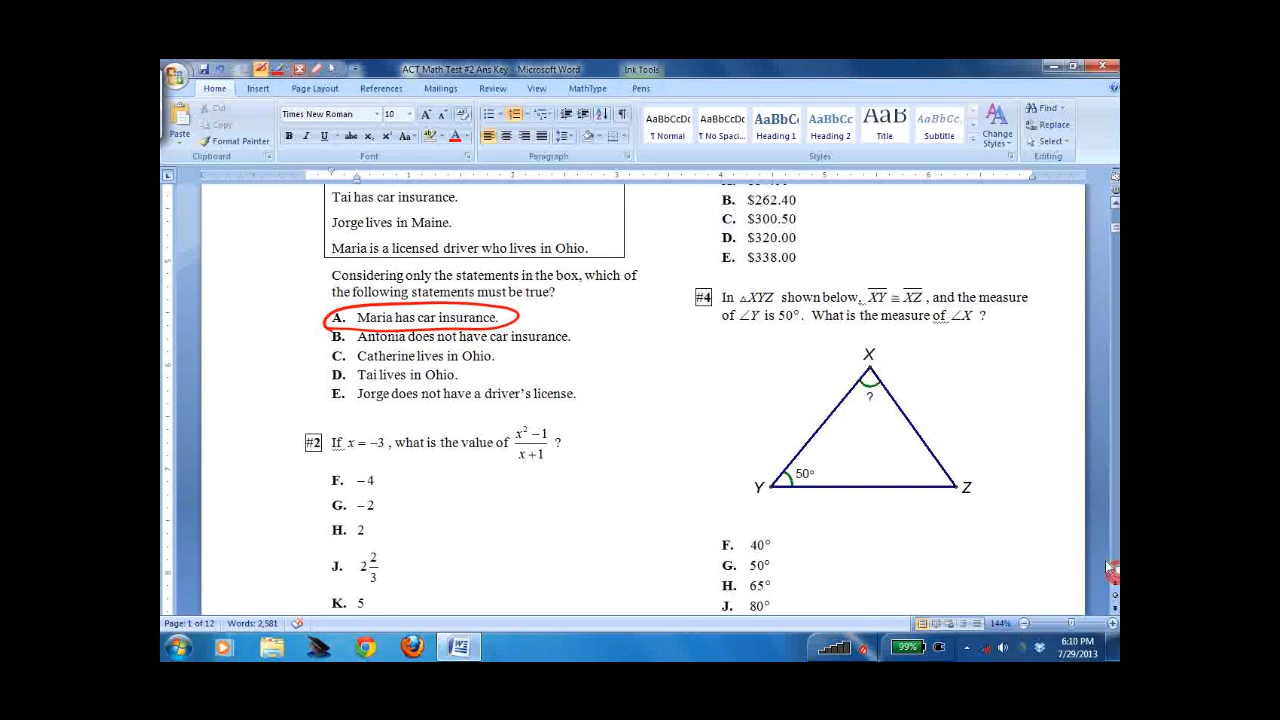 ACT Math Test #2 Ans Key - Microsoft Word
Ink Tools
Home Insert Page Layout References Mailings Review View MathType Pens
Paste
Cut
Copy
Format Painter
Clipboard
Times New Roman 10
Font
Paragraph
AaBbCcDc AaBbCcDc AaBbC AaBbCc AaB AaBbCc.
¶ Normal ¶ No Spaci... Heading 1 Heading 2 Title Subtitle
Change Styles
Styles
Find
Replace
Select
Editing
Tai has car insurance.
Jorge lives in Maine.
Maria is a licensed driver who lives in Ohio.
Considering only the statements in the box, which of
the following statements must be true?
A. Maria has car insurance.
B. Antonia does not have car insurance.
C. Catherine lives in Ohio.
D. Tai lives in Ohio.
E. Jorge does not have a driver's license.
#2 If x = −3 , what is the value of (x² −1)/(x+1) ?
F. −4
G. −2
H. 2
J. 2 2/3
K. 5
B. $262.40
C. $300.50
D. $320.00
E. $338.00
#4 In △XYZ shown below, XY ≅ XZ , and the measure
of ∠Y is 50°. What is the measure of ∠X ?
X
?
50°
Y
Z
F. 40°
G. 50°
H. 65°
J. 80°
Page: 1 of 12 Words: 2,581
144%
99%
6:10 PM
7/29/2013